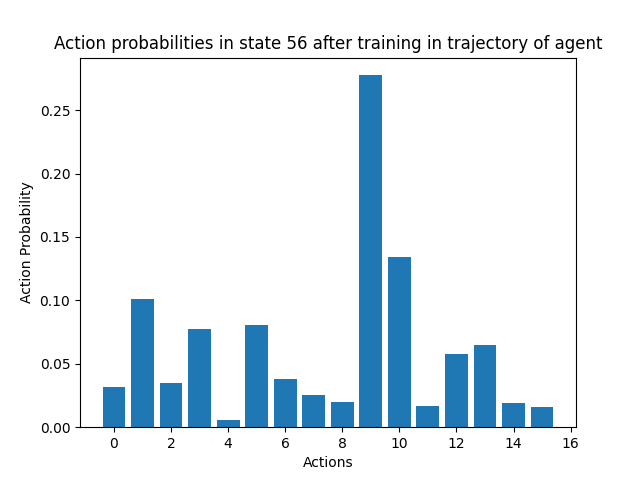 Action probabilities in state 56 after training in trajectory of agent
Action Probability
0.25
0.20
0.15
0.10
0.05
0.00
0 2 4 6 8 10 12 14 16
Actions